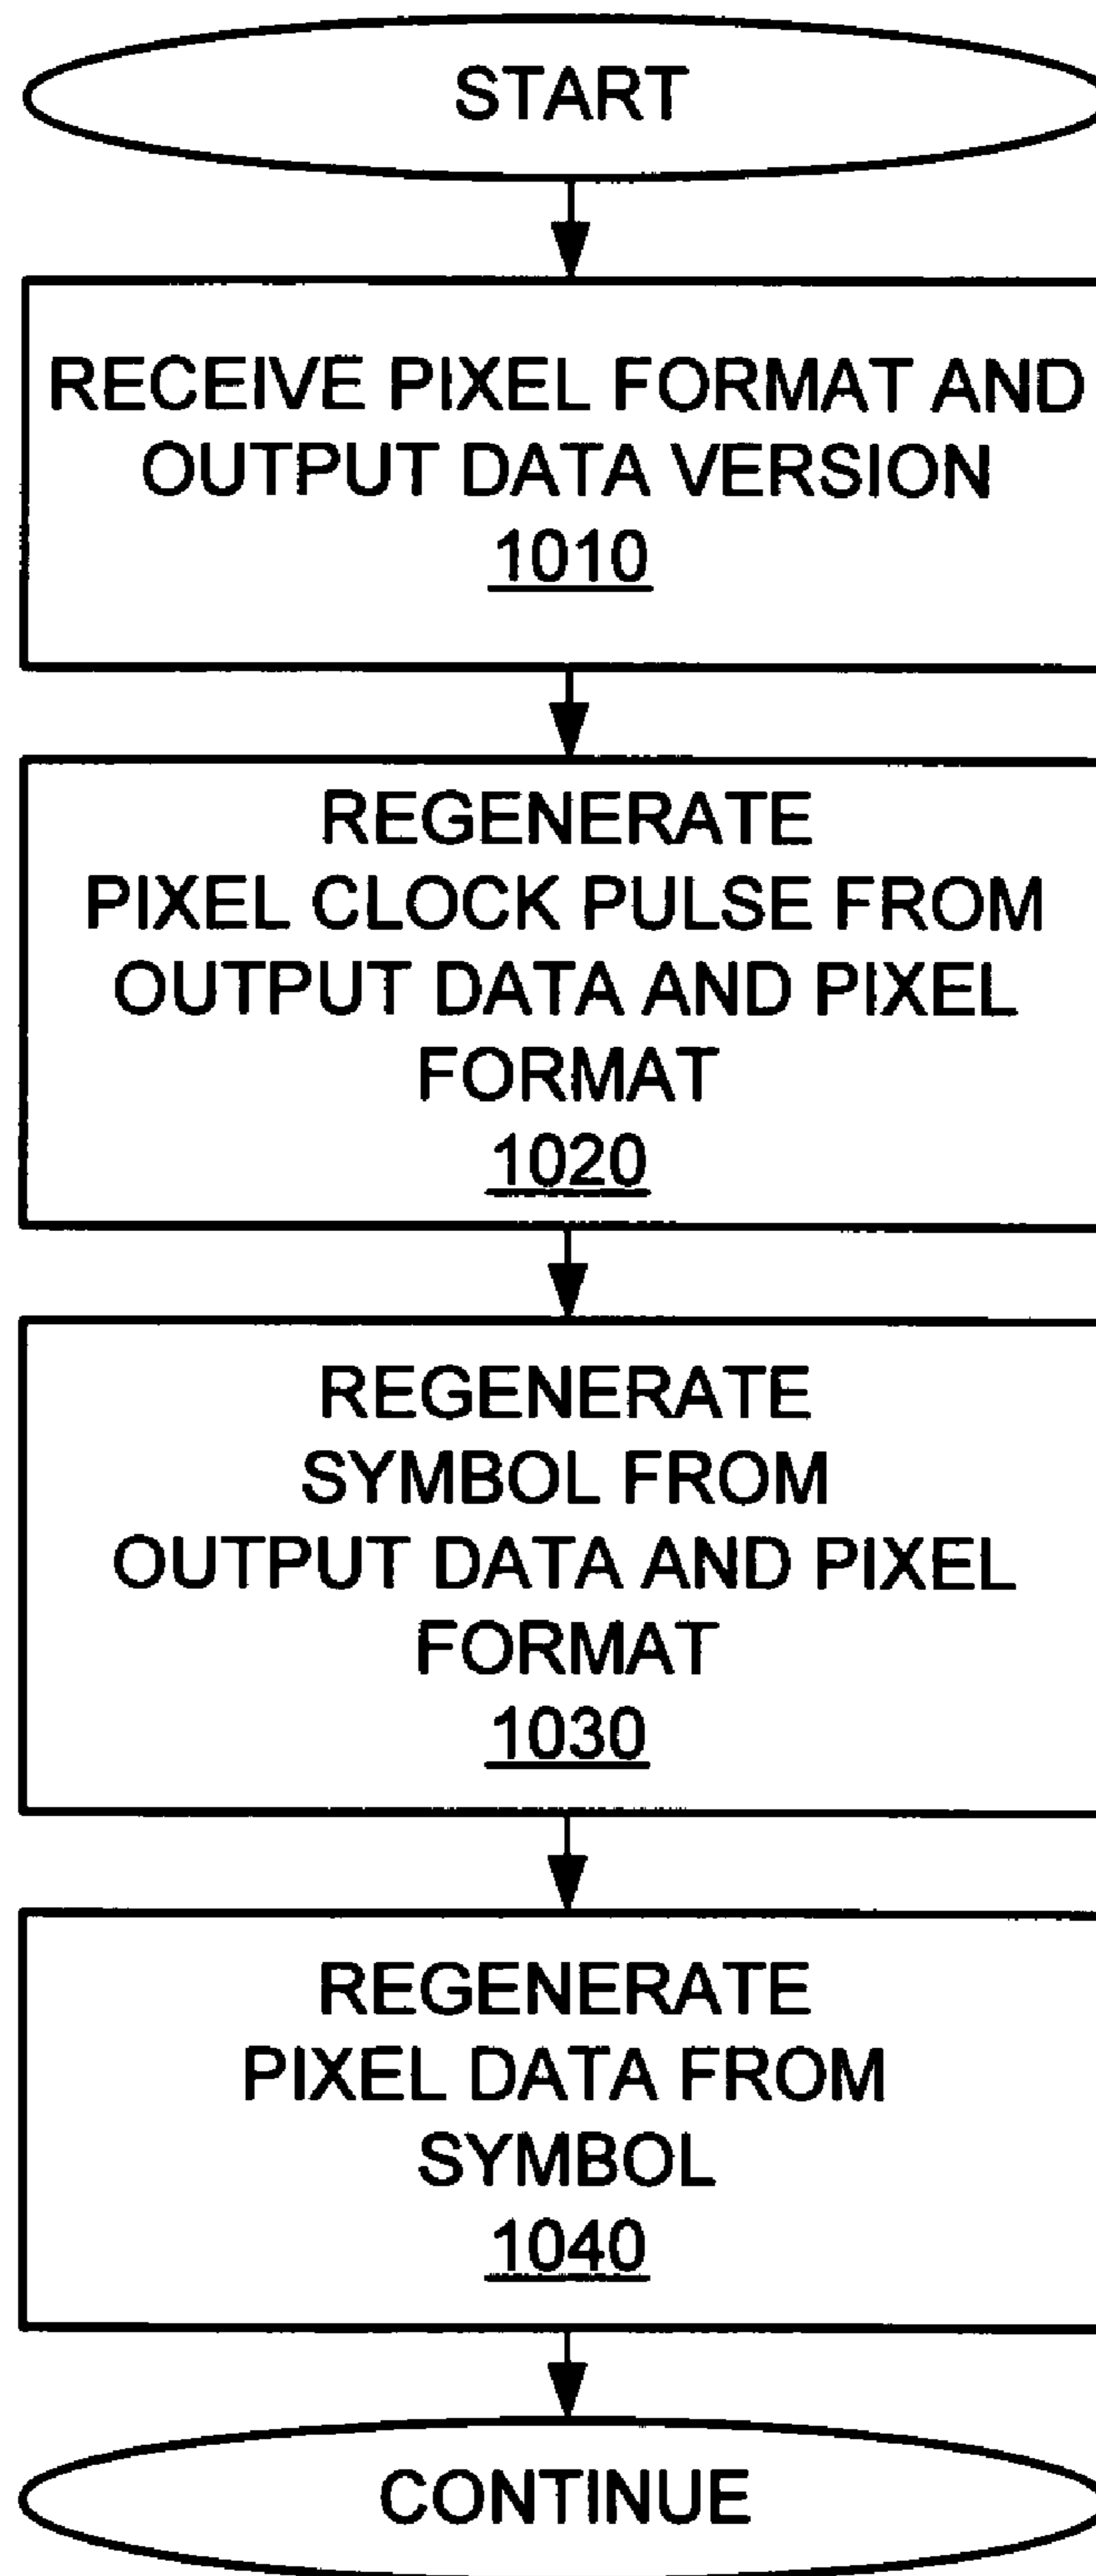 START
RECEIVE PIXEL FORMAT AND
OUTPUT DATA VERSION
1010
REGENERATE
PIXEL CLOCK PULSE FROM
OUTPUT DATA AND PIXEL
FORMAT
1020
REGENERATE
SYMBOL FROM
OUTPUT DATA AND PIXEL
FORMAT
1030
REGENERATE
PIXEL DATA FROM
SYMBOL
1040
CONTINUE